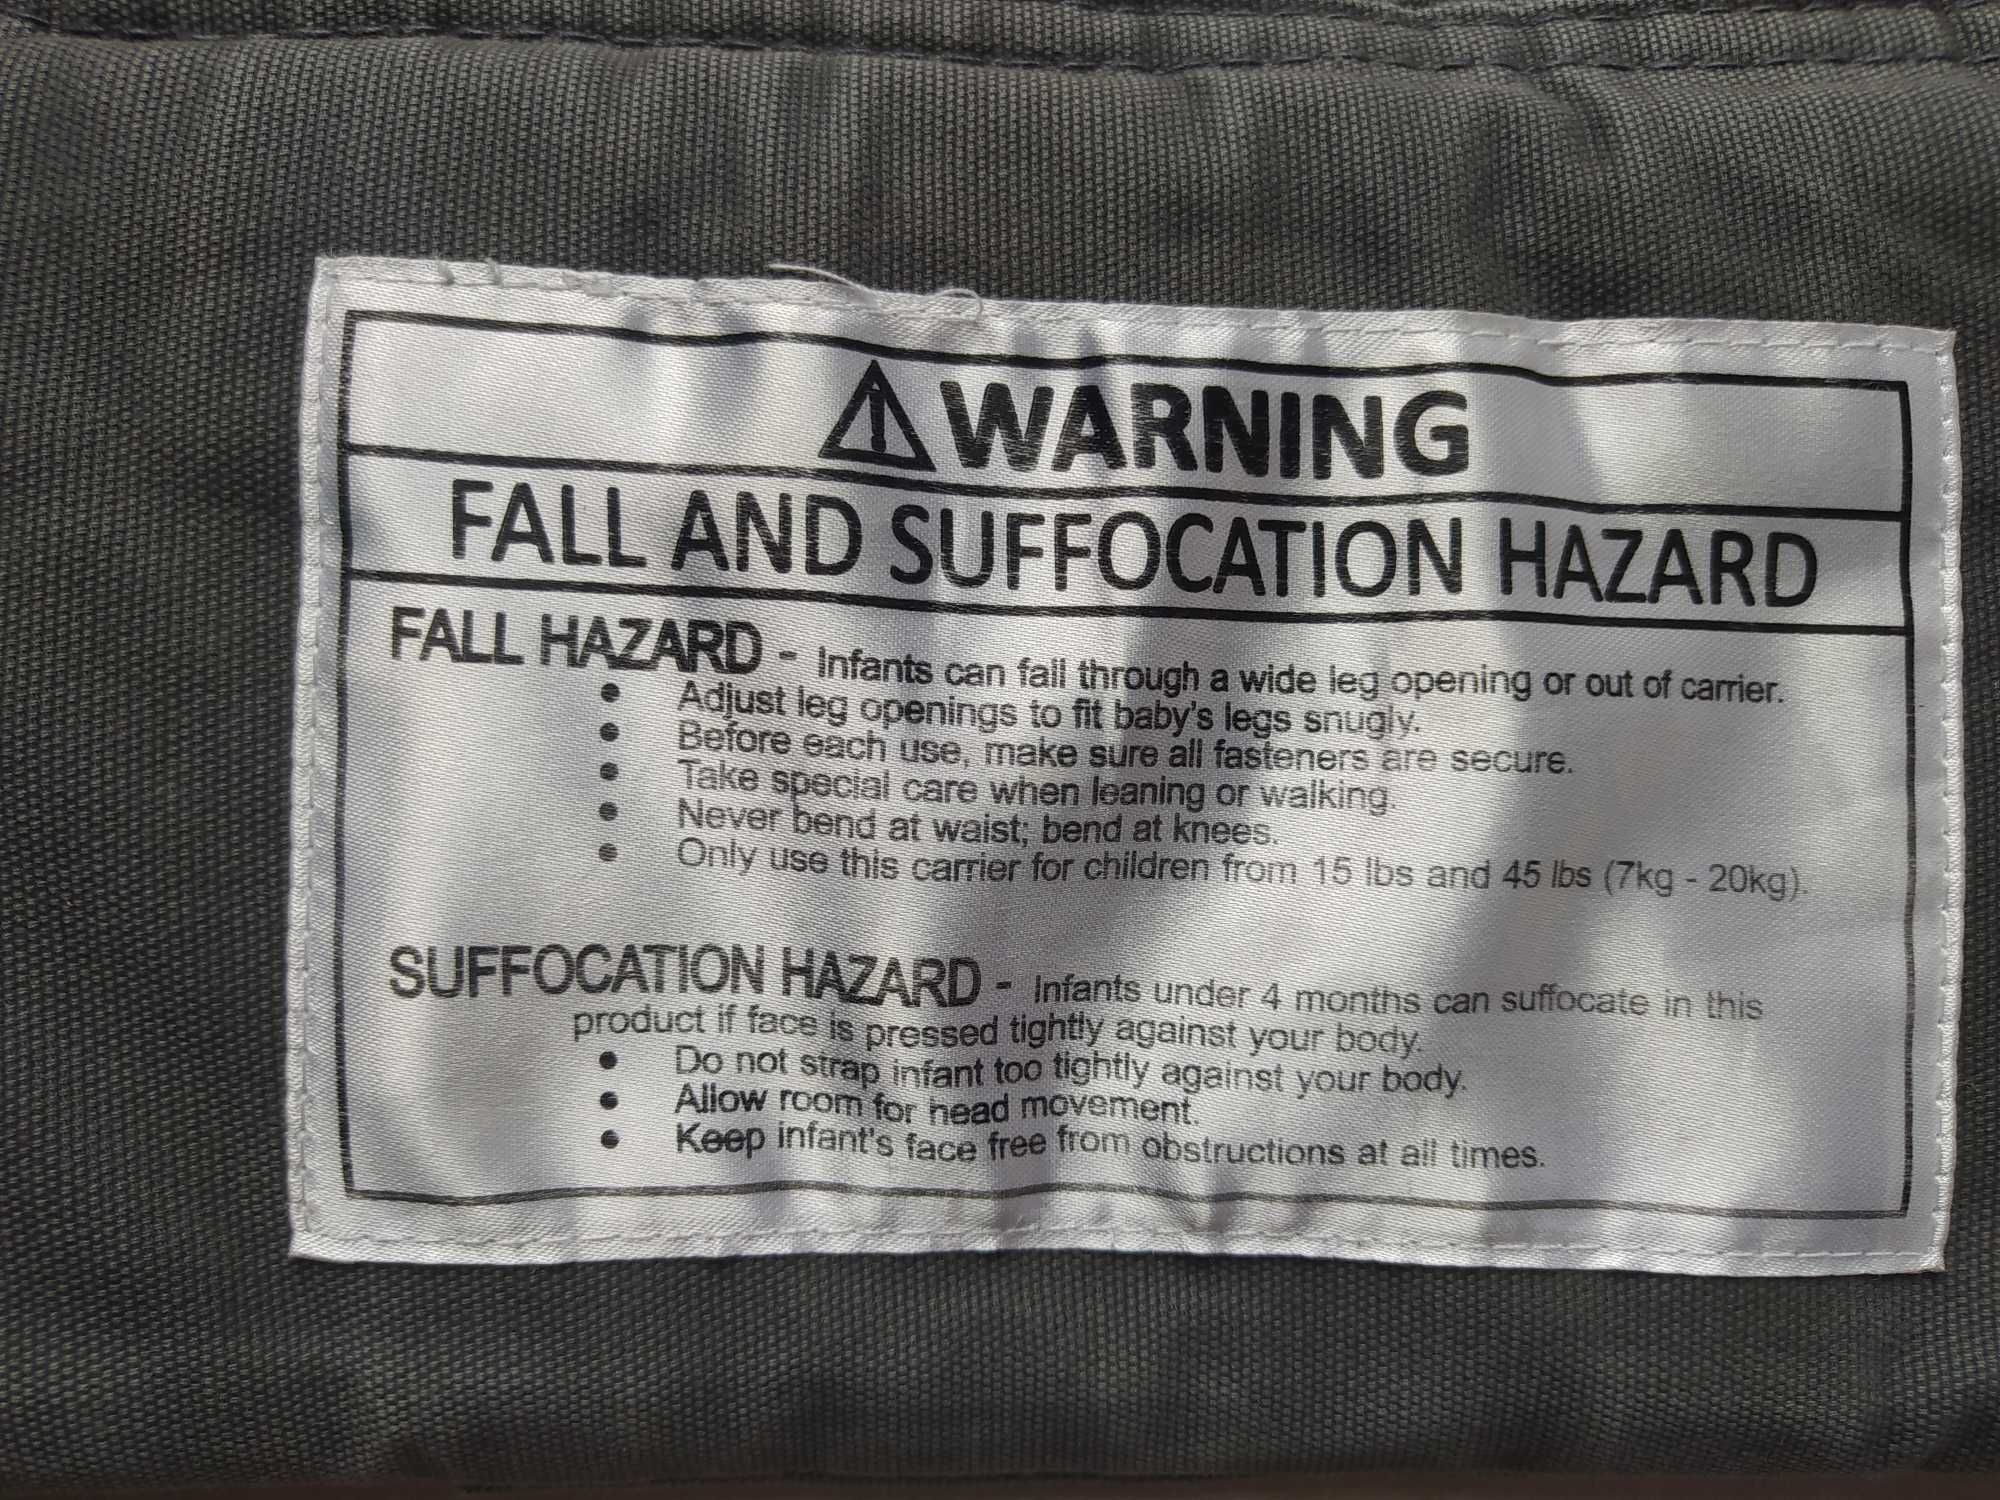 ⚠WARNING
FALL AND SUFFOCATION HAZARD
FALL HAZARD - Infants can fall through a wide leg opening or out of carrier.
• Adjust leg openings to fit baby's legs snugly.
• Before each use, make sure all fasteners are secure.
• Take special care when leaning or walking.
• Never bend at waist; bend at knees.
• Only use this carrier for children from 15 lbs and 45 lbs (7kg - 20kg).
SUFFOCATION HAZARD - Infants under 4 months can suffocate in this
product if face is pressed tightly against your body.
• Do not strap infant too tightly against your body.
• Allow room for head movement.
• Keep infant's face free from obstructions at all times.